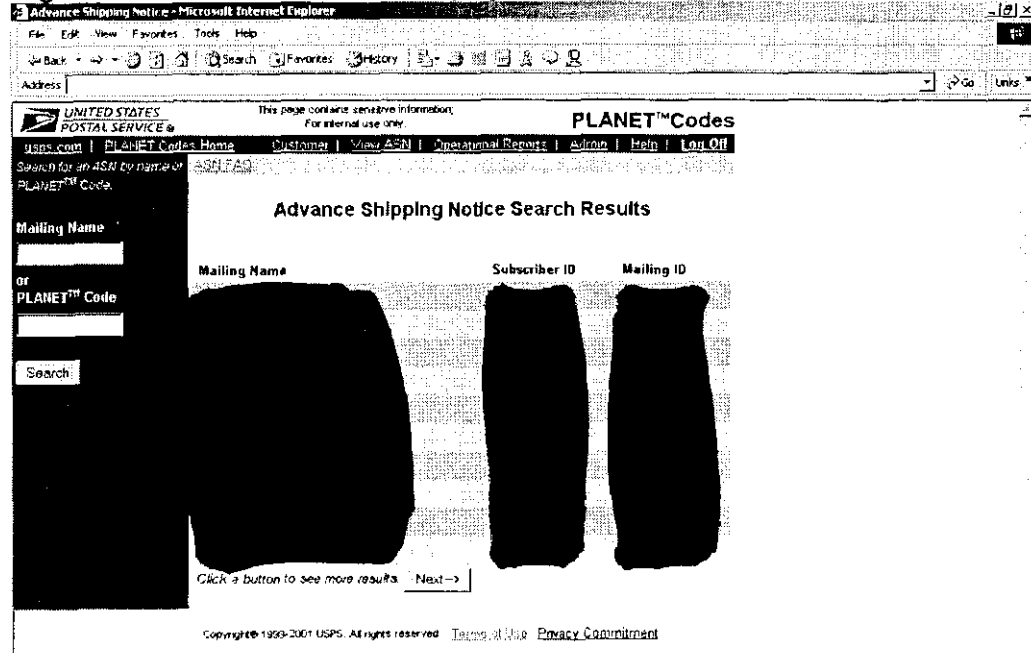 Advance Shipping Notice - Microsoft Internet Explorer
File Edit View Favorites Tools Help
Back Search Favorites History
Address Go Links
UNITED STATES POSTAL SERVICE
This page contains sensitive information;
For internal use only.
PLANET™Codes
usps.com | PLANET Codes Home Customer | View ASN | Operational Reports | Admin | Help | Log Off
Search for an ASN by name or PLANET™ Code.
ASN FAQ
Advance Shipping Notice Search Results
Mailing Name
or
PLANET™ Code
Search
Mailing Name Subscriber ID Mailing ID
Click a button to see more results. Next-->
Copyright© 1999-2001 USPS. All rights reserved Terms of Use Privacy Commitment